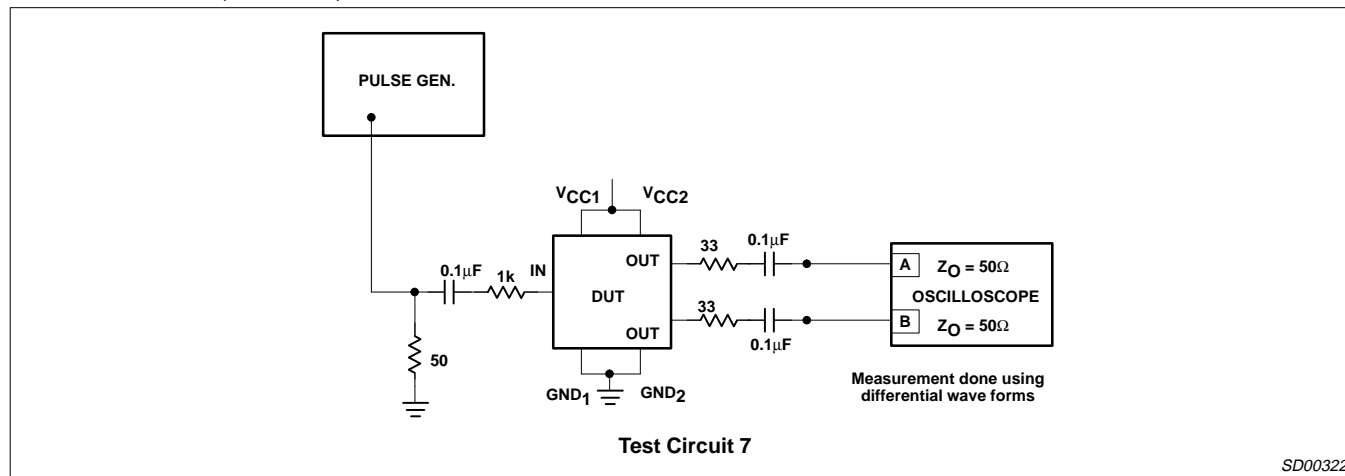 PULSE GEN.
VCC1 VCC2
33
0.1μF
OUT
A ZO = 50Ω
0.1μF
1k
IN
DUT
33
OSCILLOSCOPE
OUT
B ZO = 50Ω
0.1μF
50
GND1 GND2
Measurement done using
differential wave forms
Test Circuit 7
SD00322